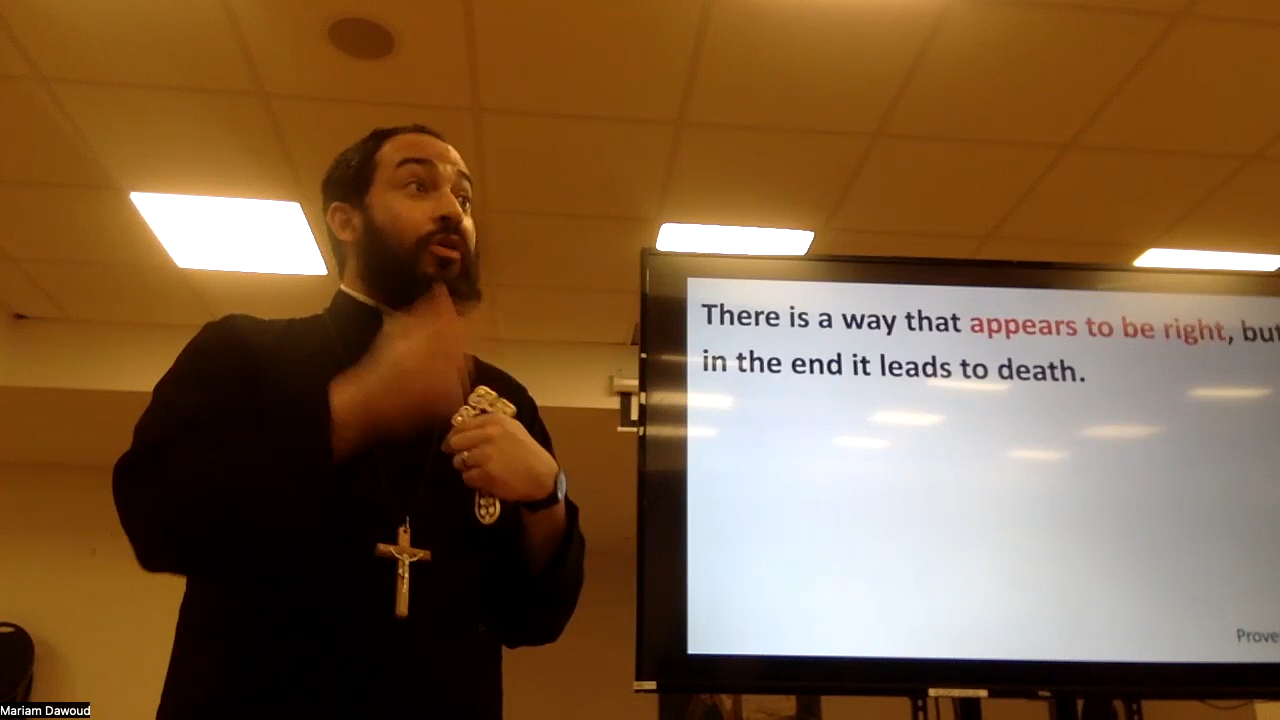 There is a way that appears to be right, but
in the end it leads to death.
Prove
Mariam Dawoud